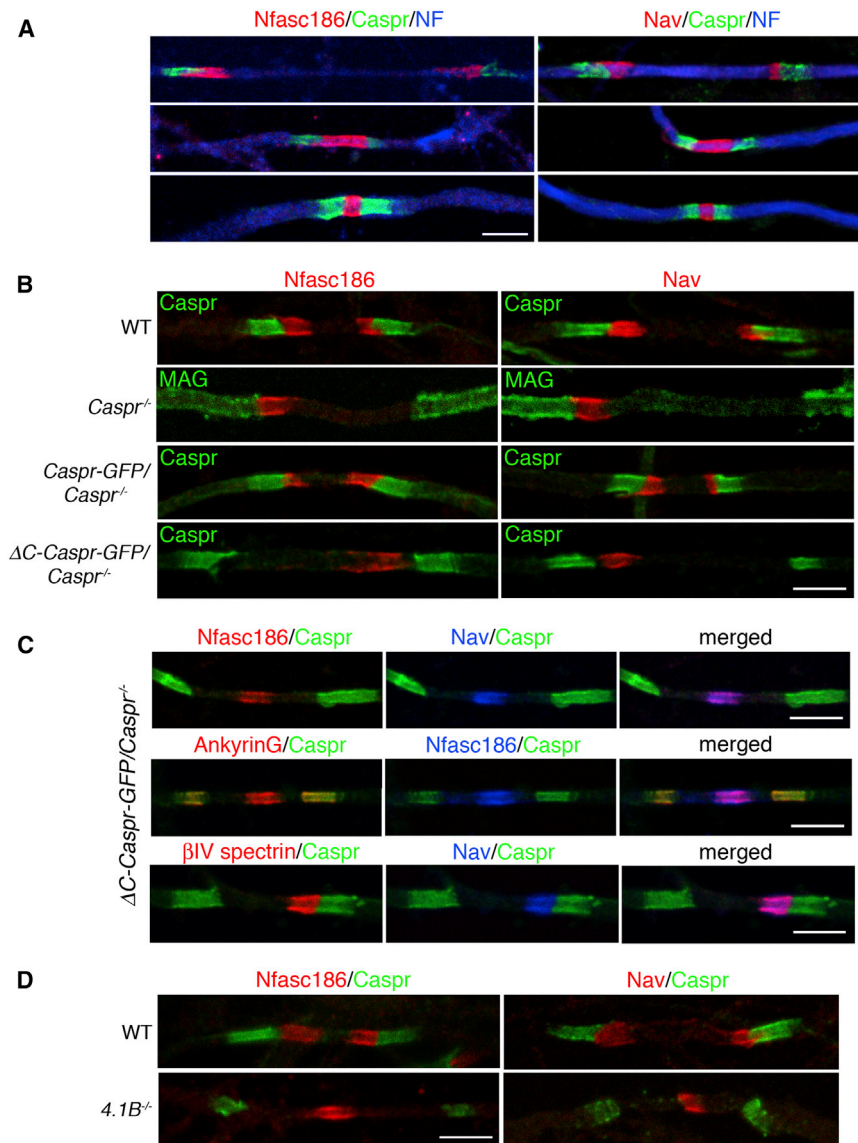 A
Nfasc186/Caspr/NF
Nav/Caspr/NF
B
Nfasc186
Nav
WT
Caspr
Caspr
Caspr-/-
MAG
MAG
Caspr-GFP/
Caspr-/-
Caspr
Caspr
ΔC-Caspr-GFP/
Caspr-/-
Caspr
Caspr
C
ΔC-Caspr-GFP/Caspr-/-
Nfasc186/Caspr
Nav/Caspr
merged
AnkyrinG/Caspr
Nfasc186/Caspr
merged
βIV spectrin/Caspr
Nav/Caspr
merged
D
Nfasc186/Caspr
Nav/Caspr
WT
4.1B-/-